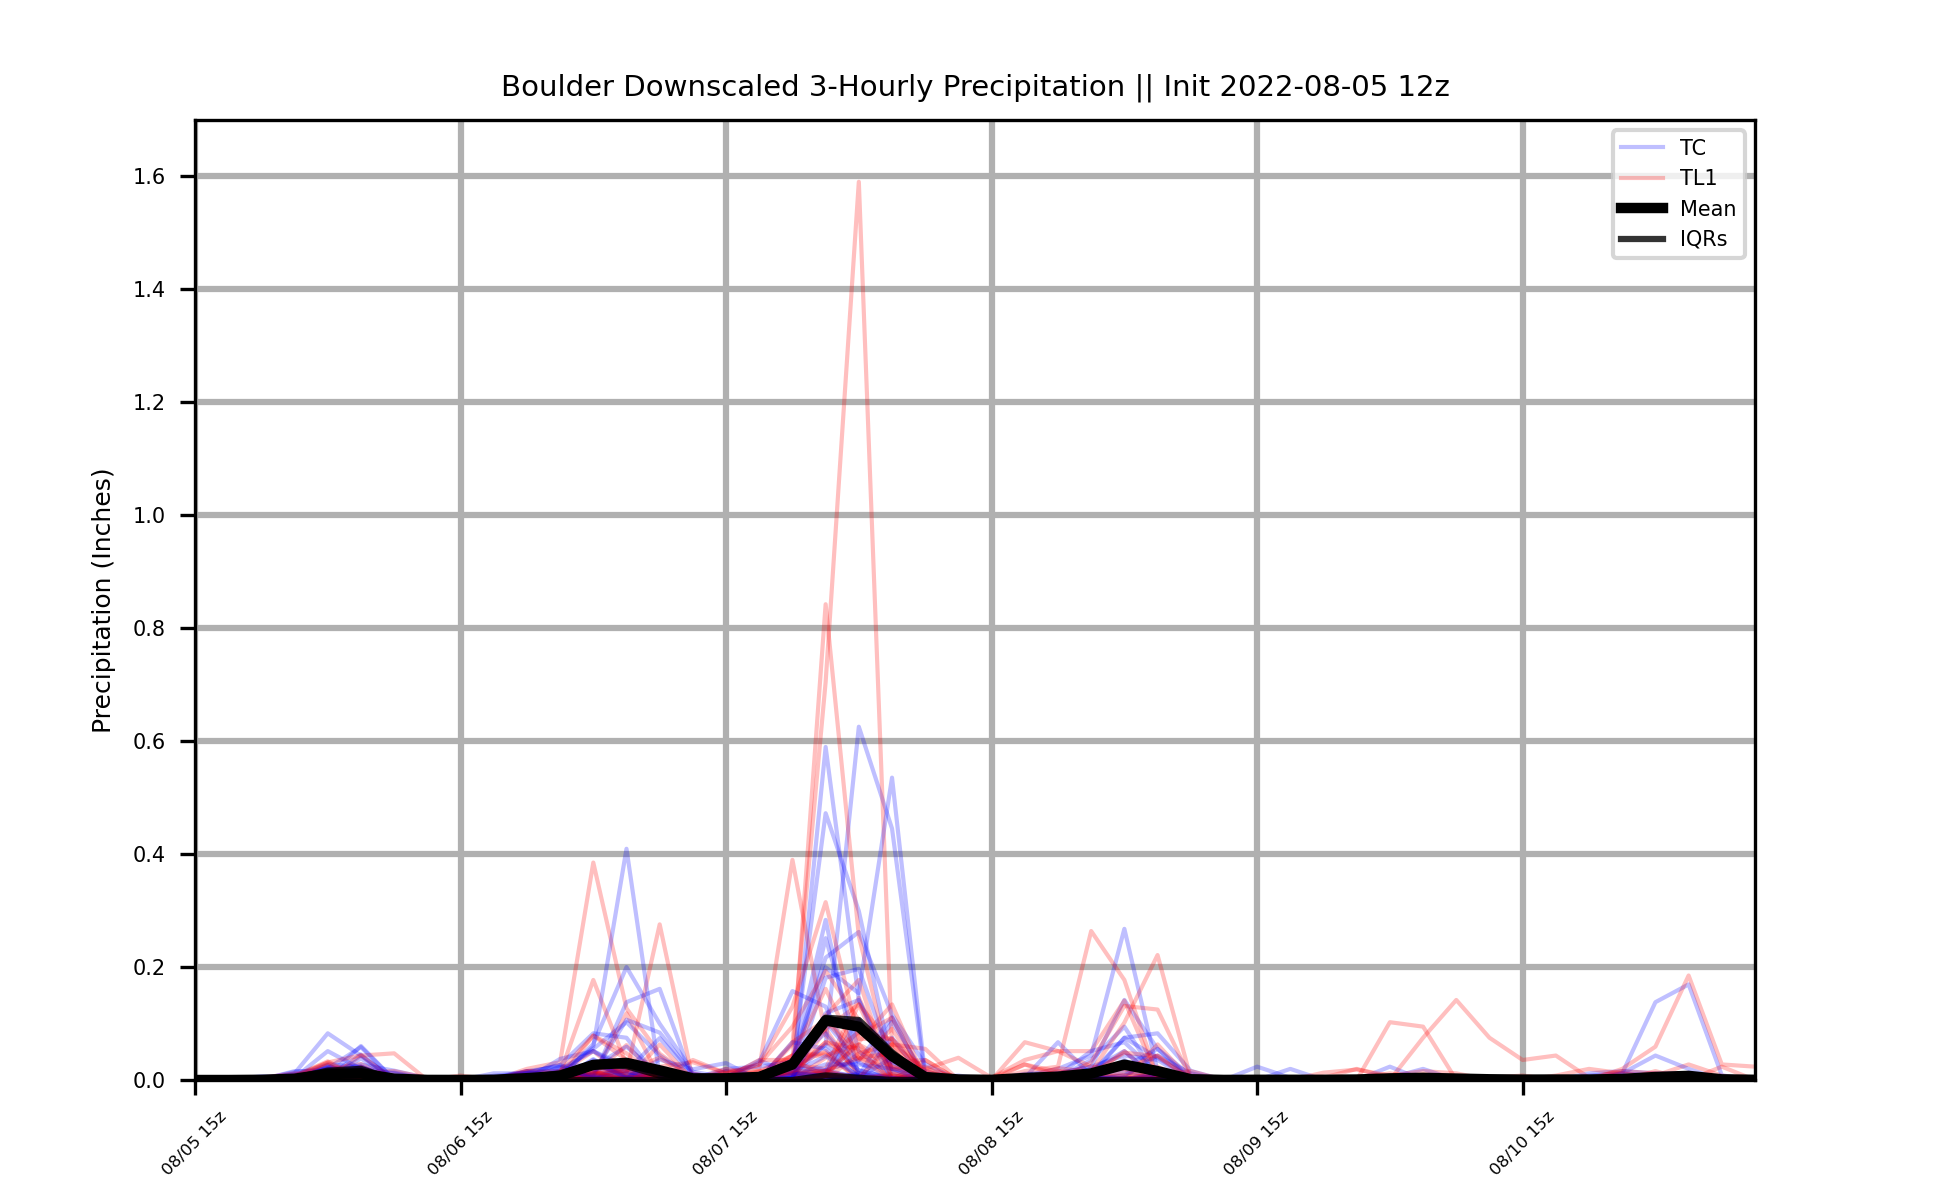 Boulder Downscaled 3-Hourly Precipitation || Init 2022-08-05 12z
TC
TL1
Mean
IQRs
Precipitation (Inches)
1.6
1.4
1.2
1.0
0.8
0.6
0.4
0.2
0.0
08/05 15z
08/06 15z
08/07 15z
08/08 15z
08/09 15z
08/10 15z